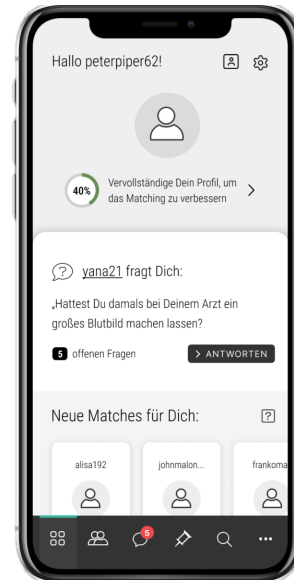 Hallo peterpiper62!
40%
Vervollständige Dein Profil, um
das Matching zu verbessern
yana21 fragt Dich:
„Hattest Du damals bei Deinem Arzt ein
großes Blutbild machen lassen?
5 offenen Fragen
> ANTWORTEN
Neue Matches für Dich:
alisa192
johnmalon...
frankoma
5